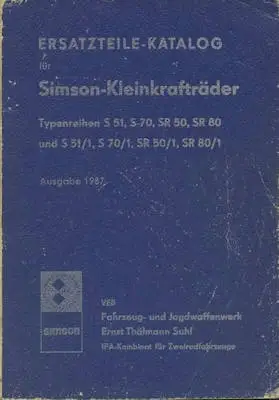 ERSATZTEILE-KATALOG
für
Simson-Kleinkrafträder
Typenreihen S 51, S 70, SR 50, SR 80
und S 51/1, S 70/1, SR 50/1, SR 80/1
Ausgabe 1987
VEB
Fahrzeug- und Jagdwaffenwerk
Ernst Thälmann Suhl
IFA-Kombinat für Zweiradfahrzeuge
SIMSON